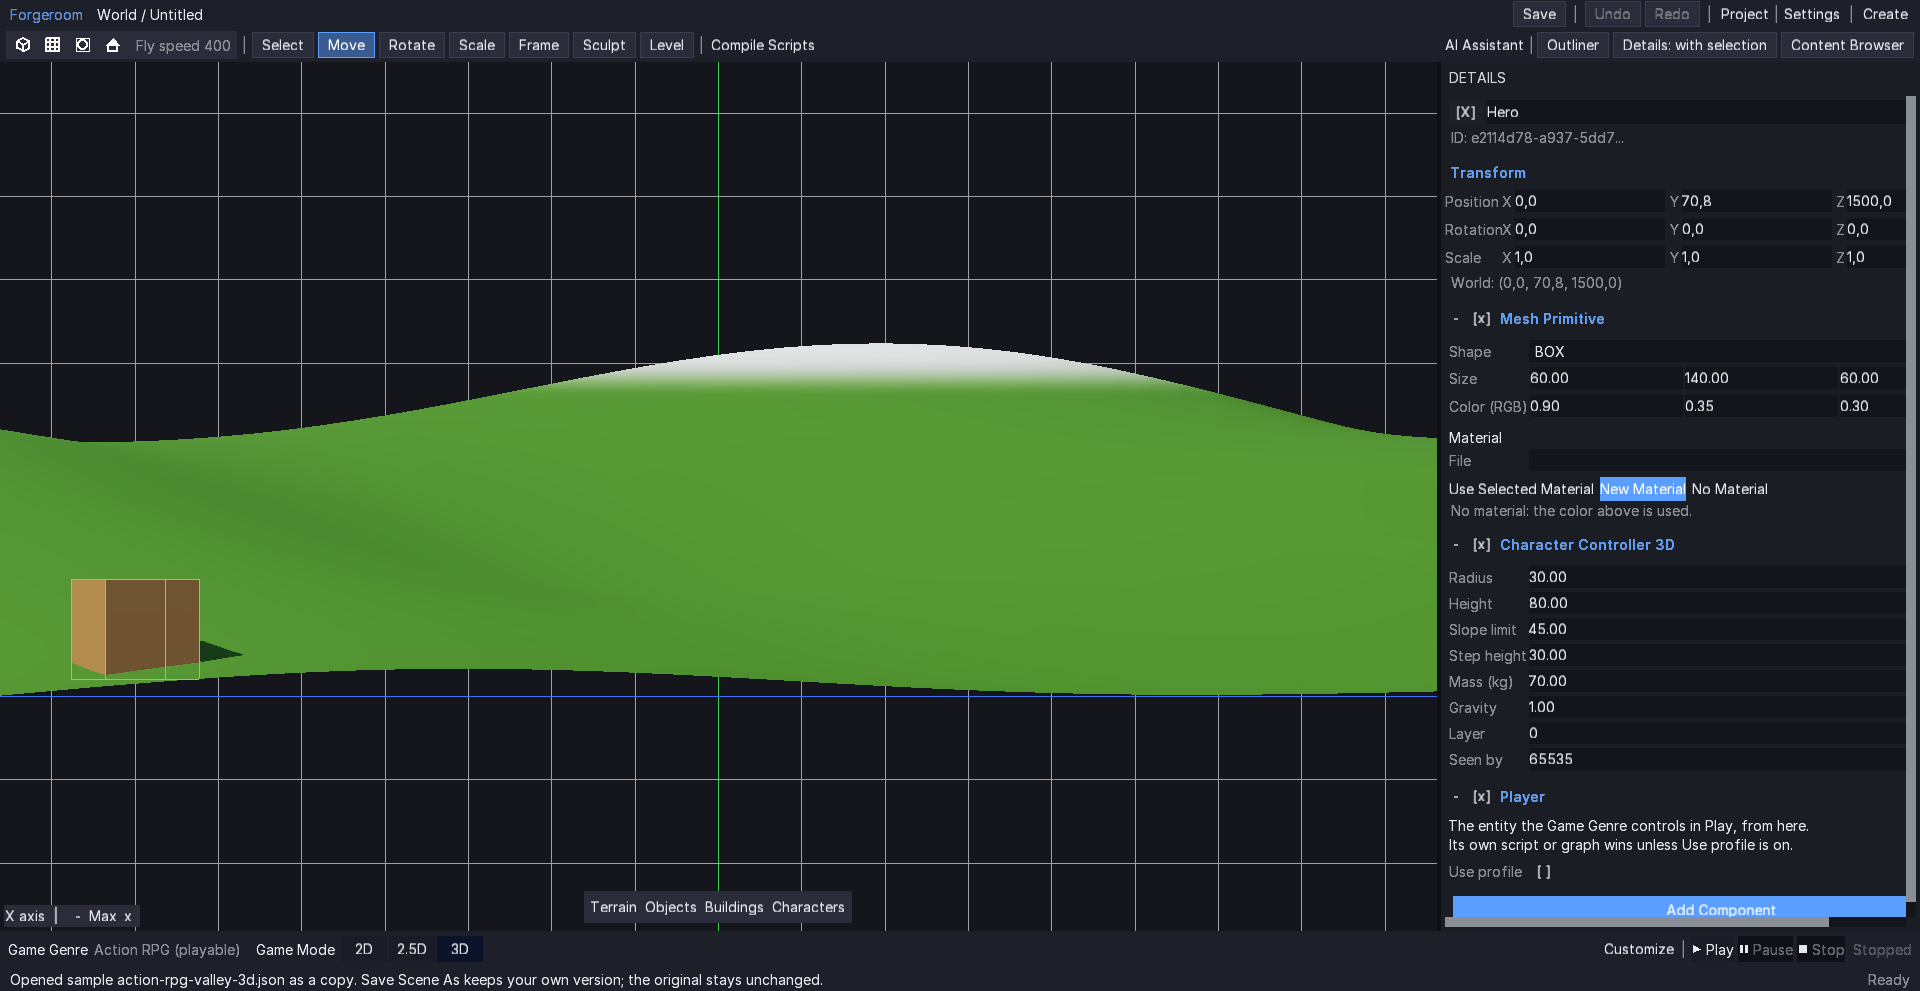 Forgeroom World / Untitled Save | Undo Redo | Project | Settings | Create
Fly speed 400 | Select Move Rotate Scale Frame Sculpt Level | Compile Scripts AI Assistant | Outliner Details: with selection Content Browser
DETAILS
[X] Hero
ID: e2114d78-a937-5dd7...
Transform
Position X 0,0 Y 70,8 Z 1500,0
Rotation X 0,0 Y 0,0 Z 0,0
Scale X 1,0 Y 1,0 Z 1,0
World: (0,0, 70,8, 1500,0)
- [x] Mesh Primitive
Shape BOX
Size 60.00 140.00 60.00
Color (RGB) 0.90 0.35 0.30
Material
File
Use Selected Material New Material No Material
No material: the color above is used.
- [x] Character Controller 3D
Radius 30.00
Height 80.00
Slope limit 45.00
Step height 30.00
Mass (kg) 70.00
Gravity 1.00
Layer 0
Seen by 65535
- [x] Player
The entity the Game Genre controls in Play, from here.
Its own script or graph wins unless Use profile is on.
Use profile [ ]
Add Component
Terrain Objects Buildings Characters
X axis | - Max x
Game Genre Action RPG (playable) Game Mode 2D 2.5D 3D Customize | Play Pause Stop Stopped
Opened sample action-rpg-valley-3d.json as a copy. Save Scene As keeps your own version; the original stays unchanged. Ready